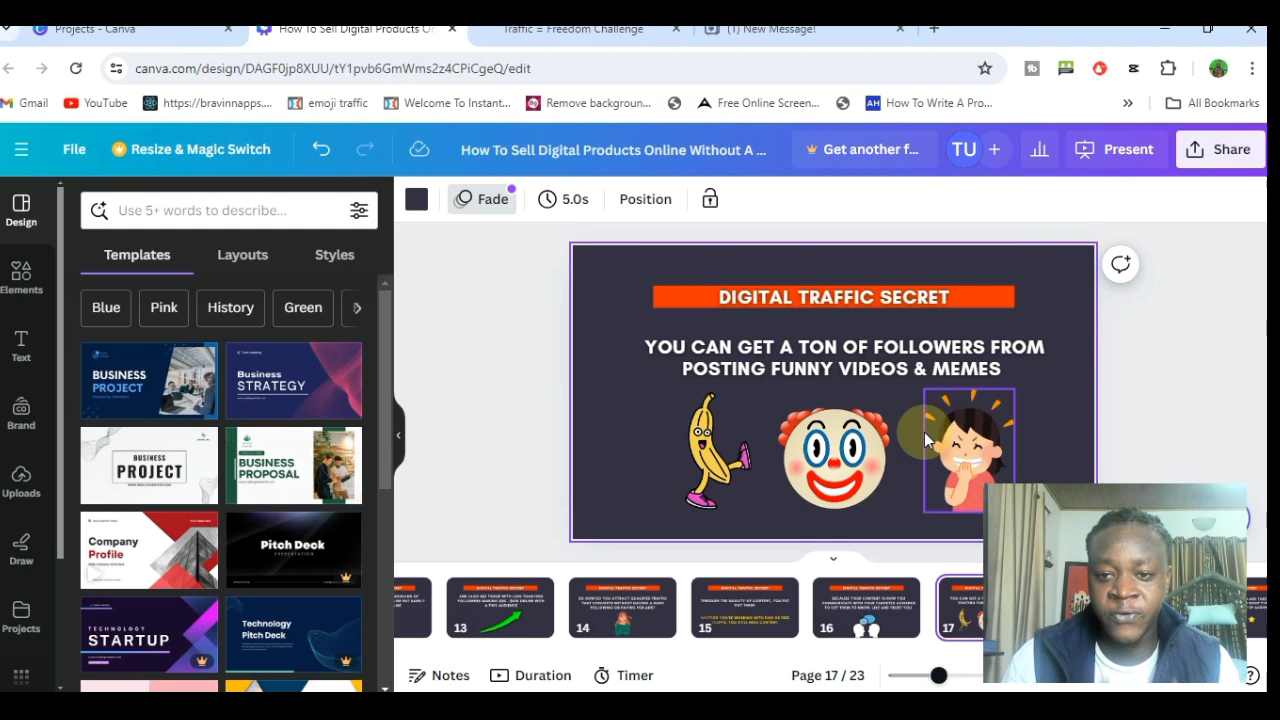 Projects - Canva
How To Sell Digital Products O
Traffic = Freedom Challenge
(1) New Message!
canva.com/design/DAGF0jp8XUU/tY1pvb6GmWms2z4CPiCgeQ/edit
Gmail
YouTube
https://bravinnapps....
emoji traffic
Welcome To Instant...
Remove backgroun...
Free Online Screen...
AH
How To Write A Pro...
All Bookmarks
File
Resize & Magic Switch
How To Sell Digital Products Online Without A ...
Get another f...
TU
Present
Share
Design
Elements
Text
Brand
Uploads
Draw
Projects
Use 5+ words to describe...
Templates
Layouts
Styles
Blue
Pink
History
Green
BUSINESS
PROJECT
Business
STRATEGY
BUSINESS
PROJECT
BUSINESS
PROPOSAL
Company
Profile
Pitch Deck
TECHNOLOGY
STARTUP
Technology
Pitch Deck
Fade
5.0s
Position
DIGITAL TRAFFIC SECRET
YOU CAN GET A TON OF FOLLOWERS FROM
POSTING FUNNY VIDEOS & MEMES
13
14
15
16
17
Notes
Duration
Timer
Page 17 / 23